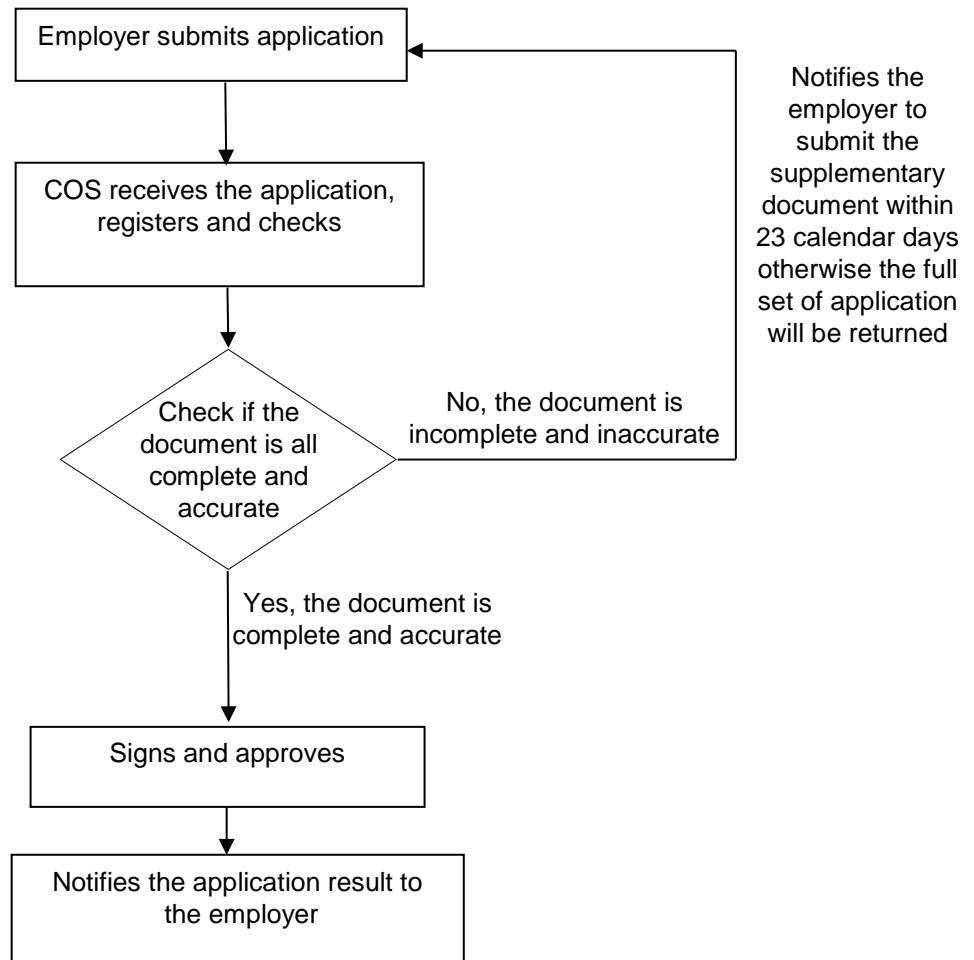 Employer submits application
Notifies the
employer to
submit the
supplementary
document within
23 calendar days
otherwise the full
set of application
will be returned
COS receives the application,
registers and checks
Check if the
document is all
complete and
accurate
No, the document is
incomplete and inaccurate
Yes, the document is
complete and accurate
Signs and approves
Notifies the application result to
the employer